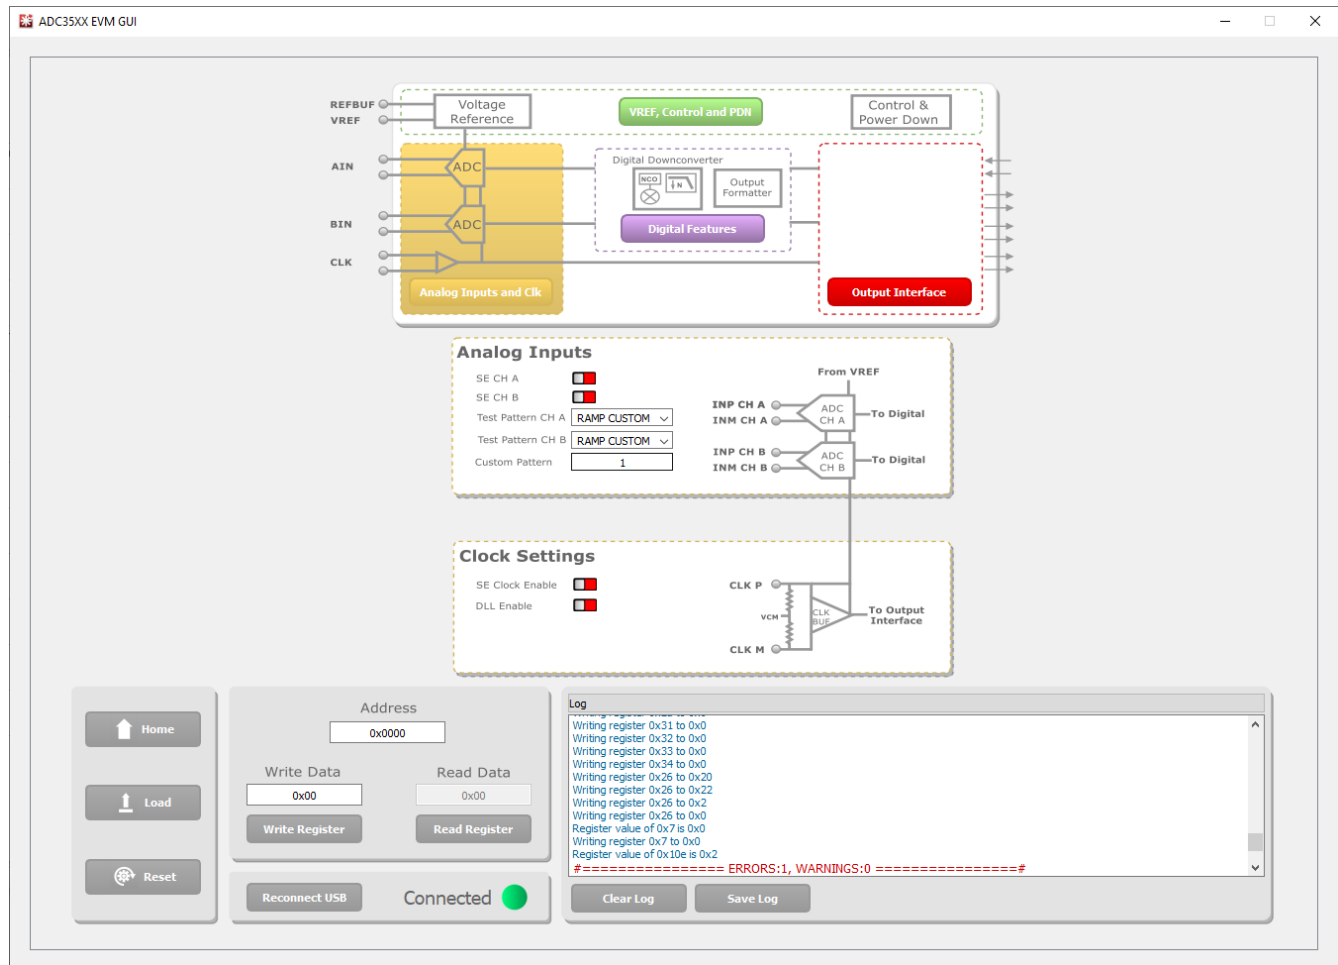 ADC35XX EVM GUI
REFBUF
VREF
Voltage
Reference
VREF, Control and PDN
Control &
Power Down
AIN
ADC
Digital Downconverter
NCO
N
Output
Formatter
BIN
ADC
Digital Features
CLK
Analog Inputs and Clk
Output Interface
Analog Inputs
SE CH A
SE CH B
Test Pattern CH A RAMP CUSTOM
Test Pattern CH B RAMP CUSTOM
Custom Pattern 1
From VREF
INP CH A
INM CH A
ADC
CH A
To Digital
INP CH B
INM CH B
ADC
CH B
To Digital
Clock Settings
SE Clock Enable
DLL Enable
CLK P
VCM
CLK
BUF
To Output
Interface
CLK M
Home
Load
Reset
Address
0x0000
Write Data
Read Data
0x00
0x00
Write Register
Read Register
Reconnect USB
Connected
Log
Writing register 0x31 to 0x0
Writing register 0x32 to 0x0
Writing register 0x33 to 0x0
Writing register 0x34 to 0x0
Writing register 0x26 to 0x20
Writing register 0x26 to 0x22
Writing register 0x26 to 0x2
Writing register 0x26 to 0x0
Register value of 0x7 is 0x0
Writing register 0x7 to 0x0
Register value of 0x10e is 0x2
#================ ERRORS:1, WARNINGS:0 ================#
Clear Log
Save Log